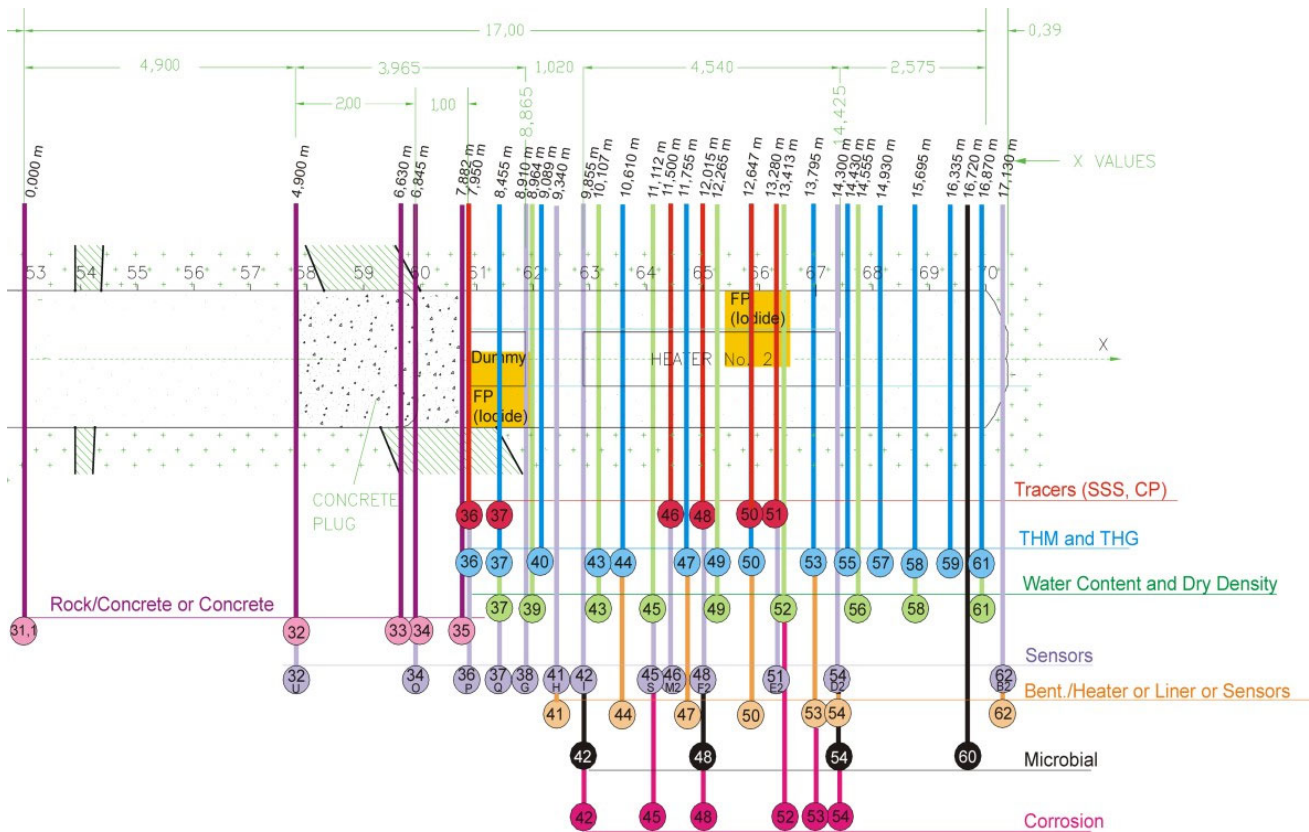 17,00
0,39
4,900
3,965
1,020
4,540
2,575
2,00
1,00
8,865
14,425
0,000 m
4,900 m
6,630 m
6,845 m
7,882 m
7,950 m
8,455 m
8,910 m
8,964 m
9,089 m
9,340 m
9,855 m
10,107 m
10,610 m
11,112 m
11,500 m
11,755 m
12,015 m
12,265 m
12,647 m
13,280 m
13,413 m
13,795 m
14,300 m
14,430 m
14,555 m
14,930 m
15,695 m
16,335 m
16,720 m
16,870 m
17,130 m
X VALUES
53 54 55 56 57 58 59 60 61 62 63 64 65 66 67 68 69 70
FP
(Iodide)
Dummy
HEATER No. 2
X
FP
(Iodide)
CONCRETE
PLUG
Tracers (SSS, CP)
36 37 46 48 50 51
THM and THG
36 37 40 43 44 47 49 50 53 55 57 58 59 61
Water Content and Dry Density
37 39 43 45 49 52 56 58 61
Rock/Concrete or Concrete
31,1 32 33 34 35
Sensors
32 34 36 37 38 41 42 45 46 48 51 54 62
U O P Q G H I S M2 F2 E2 D2 B2
Bent./Heater or Liner or Sensors
41 44 47 50 53 54 62
Microbial
42 48 54 60
Corrosion
42 45 48 52 53 54